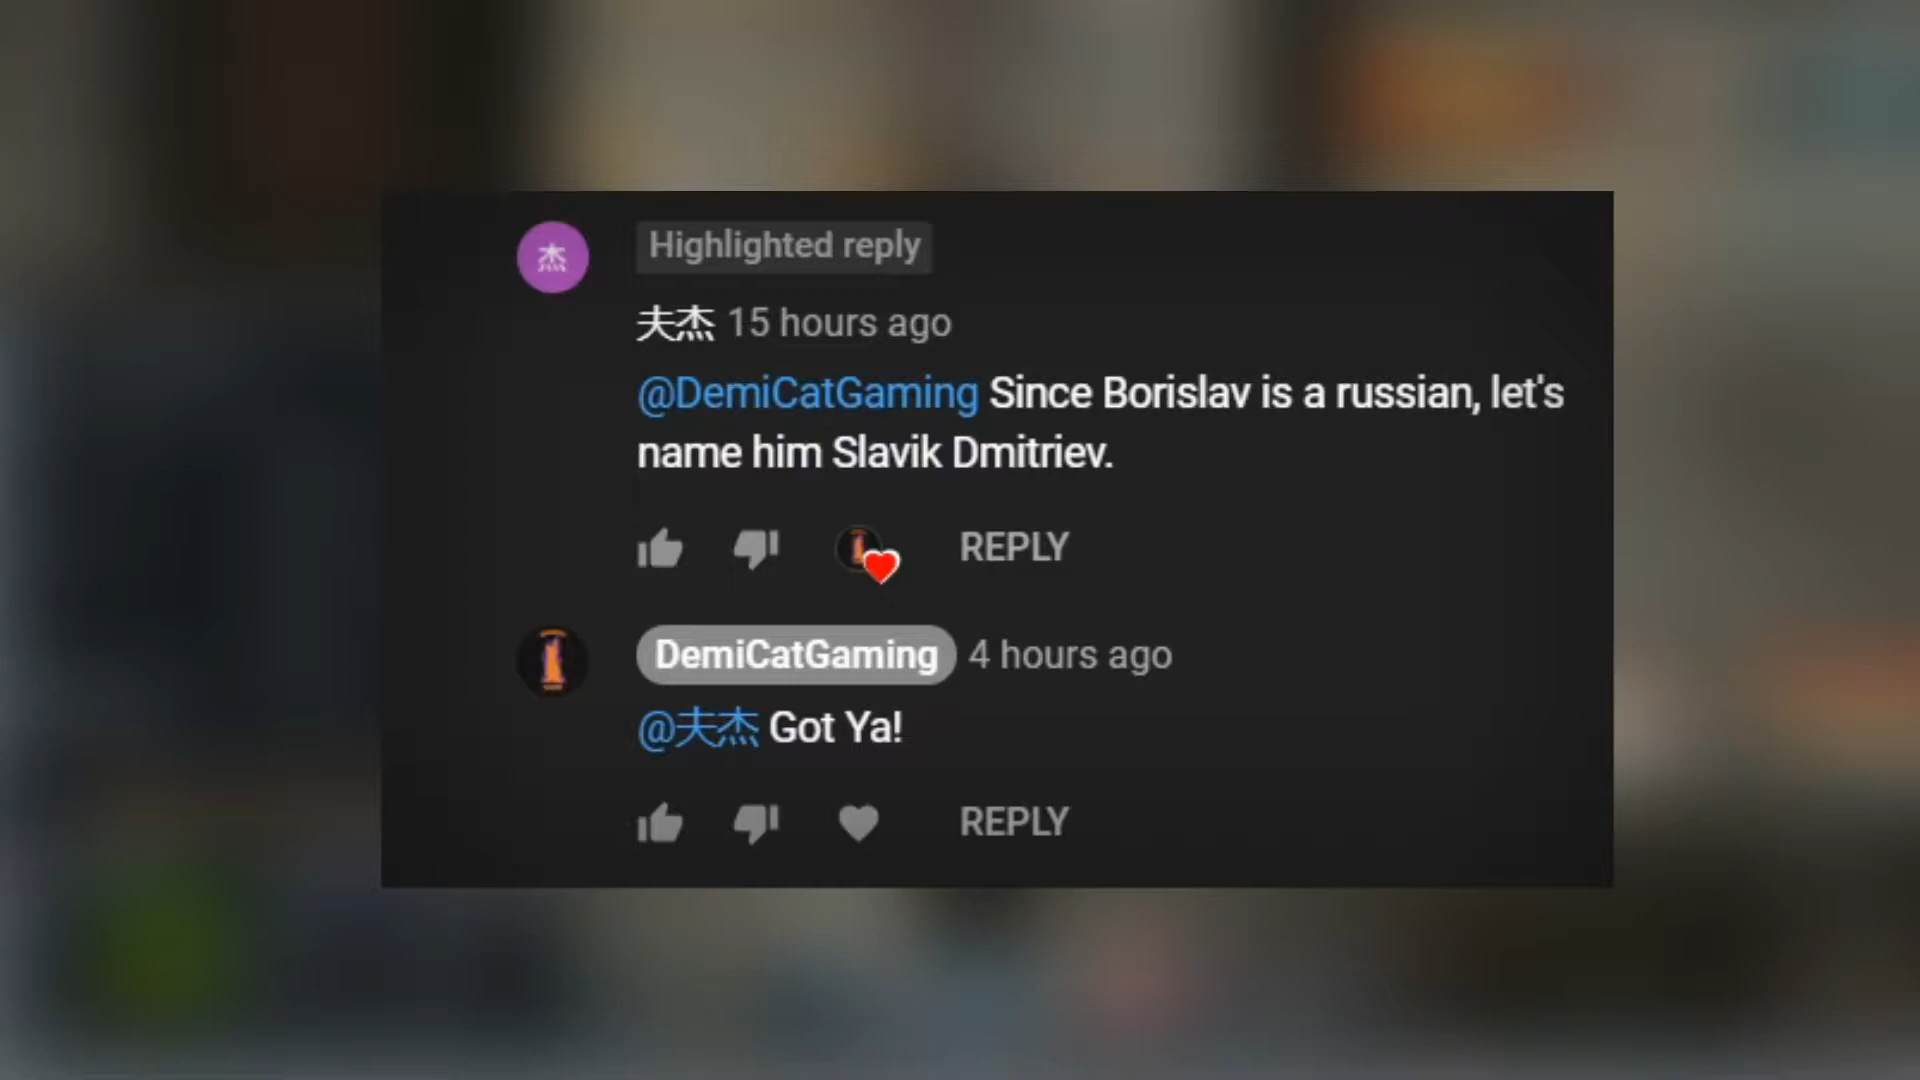 杰
Highlighted reply
夫杰 15 hours ago
@DemiCatGaming Since Borislav is a russian, let's
name him Slavik Dmitriev.
REPLY
DemiCatGaming 4 hours ago
@夫杰 Got Ya!
REPLY